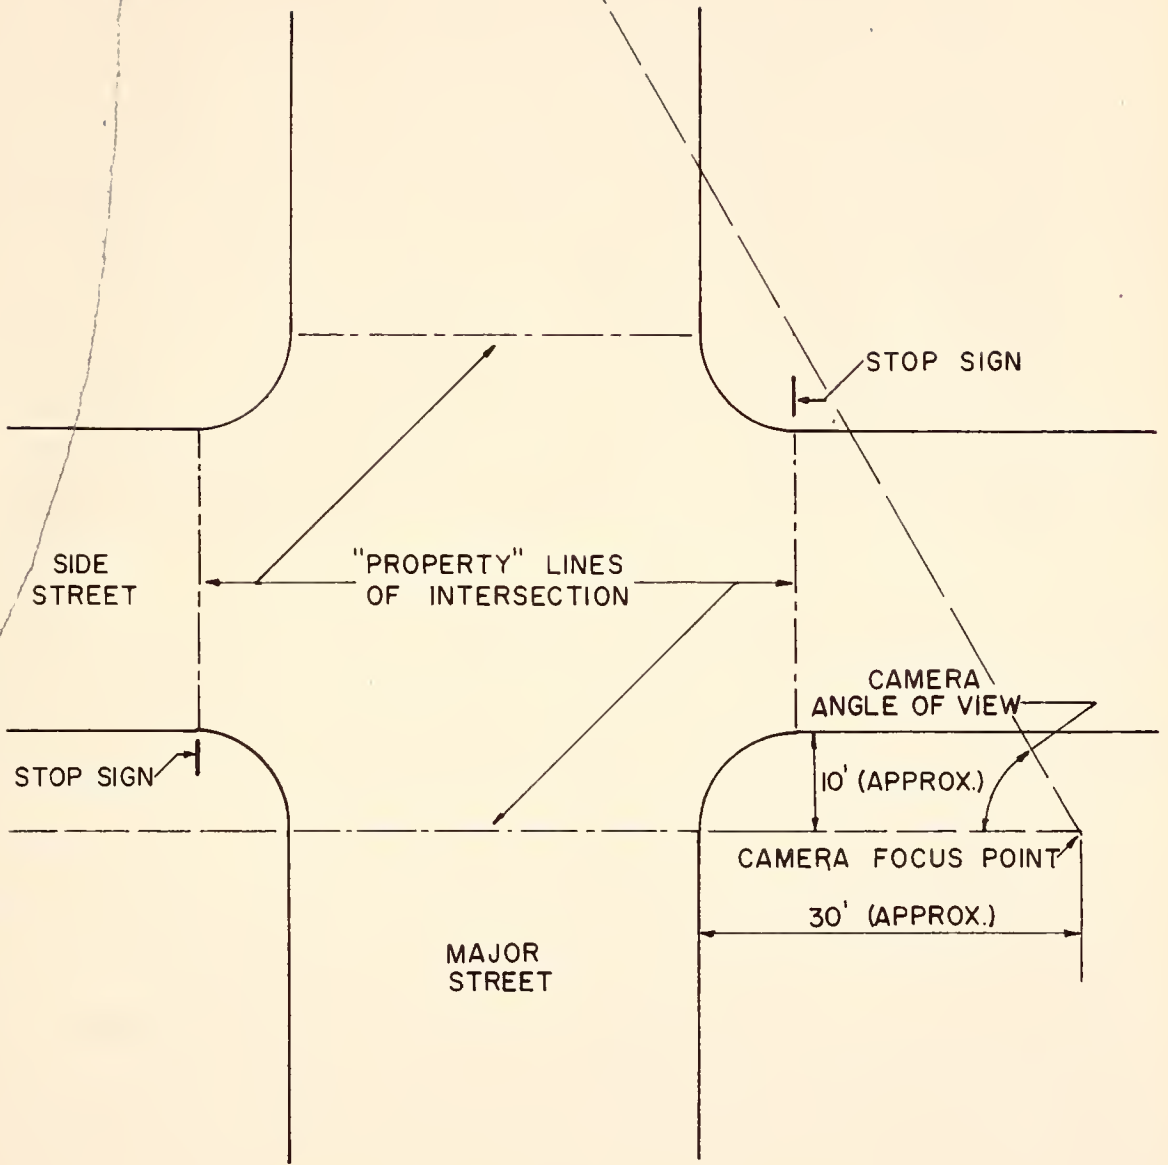 STOP SIGN
SIDE
STREET
"PROPERTY" LINES
OF INTERSECTION
CAMERA
ANGLE OF VIEW
STOP SIGN
10' (APPROX.)
CAMERA FOCUS POINT
30' (APPROX.)
MAJOR
STREET